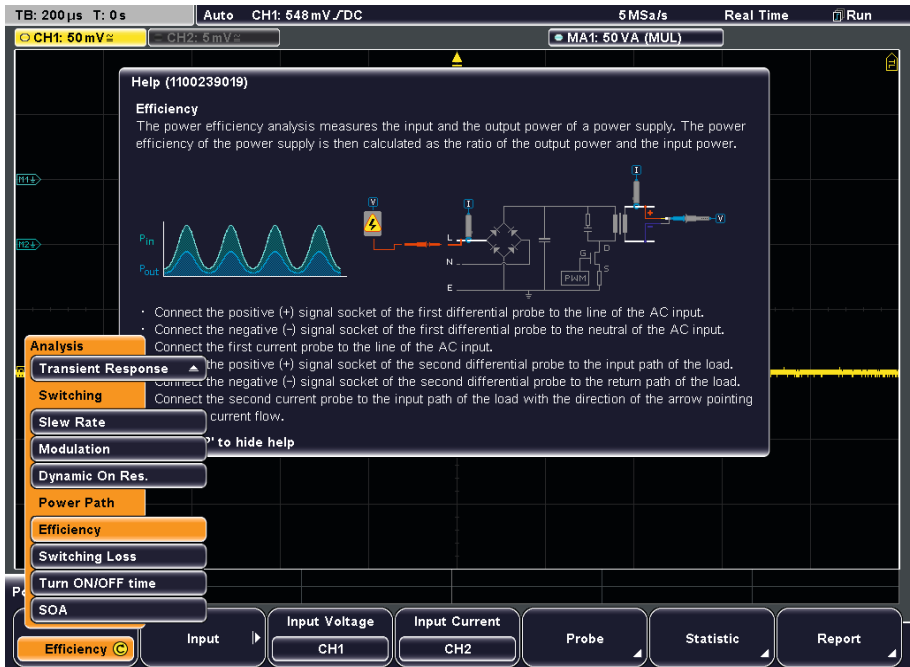 TB: 200 µs T: 0 s Auto CH1: 548 mV / DC 5 MSa/s Real Time Run
CH1: 50 mV≅ CH2: 5 mV≅ MA1: 50 VA (MUL)
Help (1100239019)
Efficiency
The power efficiency analysis measures the input and the output power of a power supply. The power
efficiency of the power supply is then calculated as the ratio of the output power and the input power.
M1
M2
Pin
Pout
V
I
L
N
E
PWM
G
D
S
I
+
-
V
· Connect the positive (+) signal socket of the first differential probe to the line of the AC input.
· Connect the negative (-) signal socket of the first differential probe to the neutral of the AC input.
Connect the first current probe to the line of the AC input.
the positive (+) signal socket of the second differential probe to the input path of the load.
Connect the negative (-) signal socket of the second differential probe to the return path of the load.
Connect the second current probe to the input path of the load with the direction of the arrow pointing
current flow.
' to hide help
Analysis
Transient Response
Switching
Slew Rate
Modulation
Dynamic On Res.
Power Path
Efficiency
Switching Loss
Turn ON/OFF time
SOA
Efficiency
Input
Input Voltage
CH1
Input Current
CH2
Probe
Statistic
Report